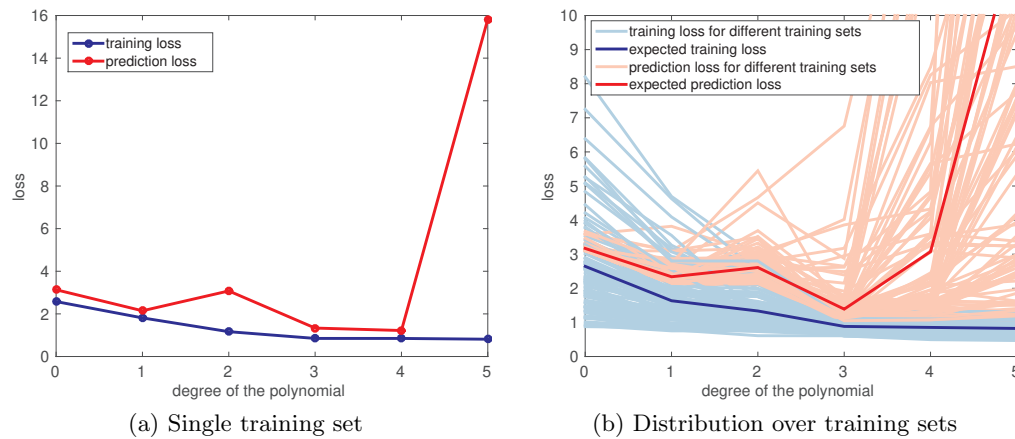 16
14
12
10
8
6
4
2
0
loss
training loss
prediction loss
0 1 2 3 4 5
degree of the polynomial
(a) Single training set
10
9
8
7
6
5
4
3
2
1
0
loss
training loss for different training sets
expected training loss
prediction loss for different training sets
expected prediction loss
0 1 2 3 4 5
degree of the polynomial
(b) Distribution over training sets